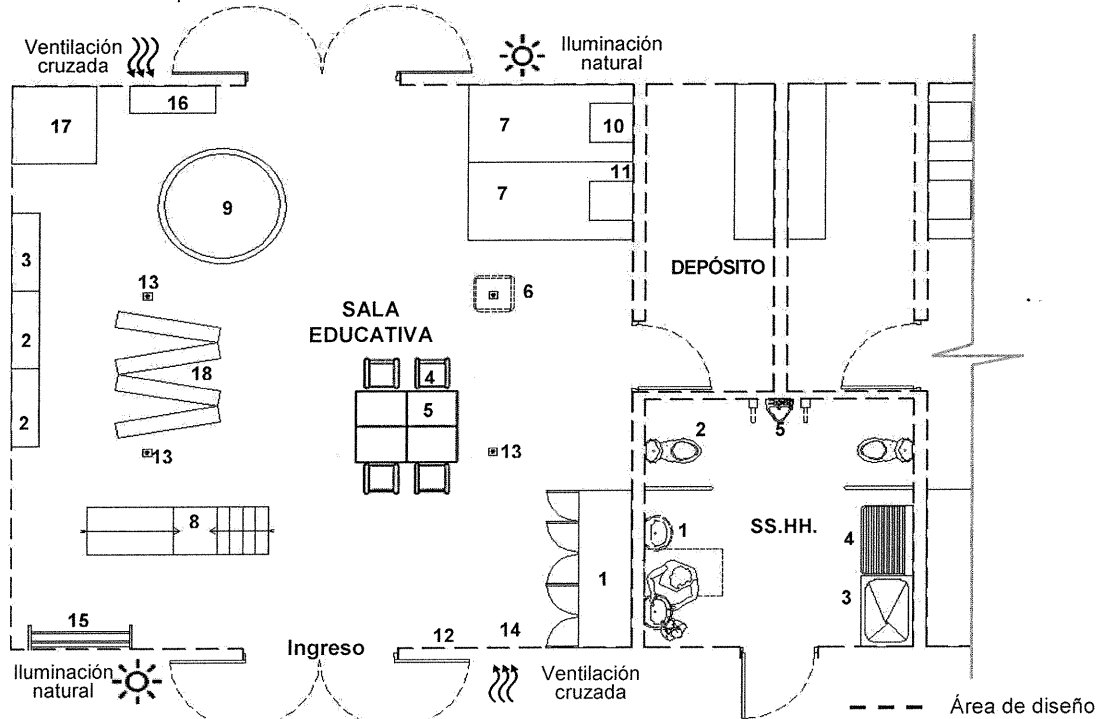 Ventilación
cruzada
Iluminación
natural
17
16
7
10
11
7
9
3
13
6
DEPÓSITO
SALA
EDUCATIVA
2
18
4
5
2
13
13
2
5
8
1
SS.HH.
4
1
3
15
Ingreso
12
14
Iluminación
natural
Ventilación
cruzada
Área de diseño